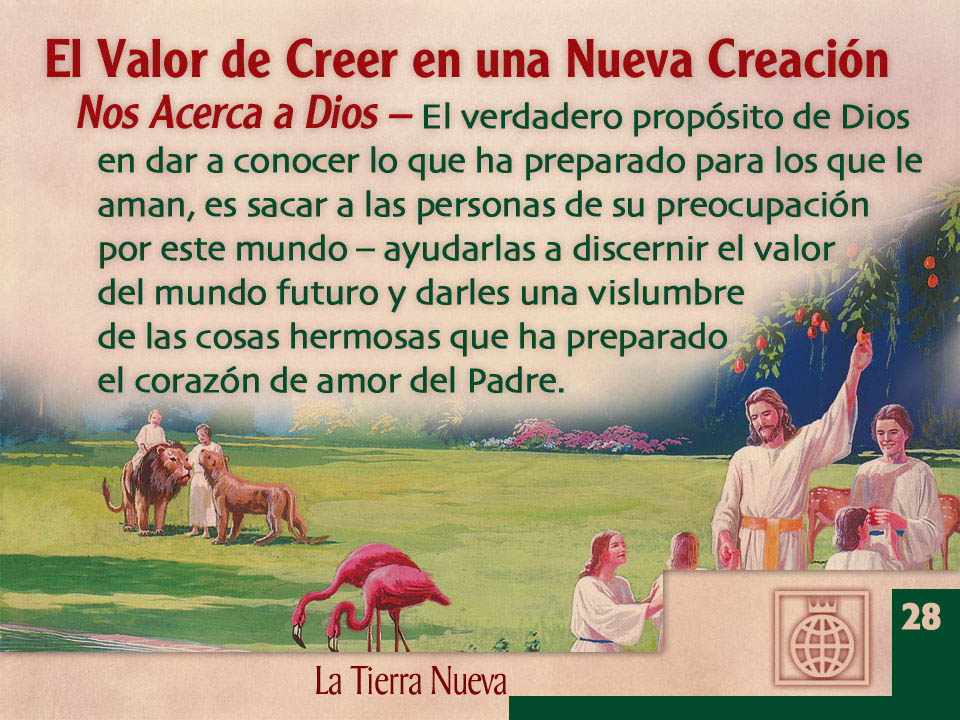 El Valor de Creer en una Nueva Creación
Nos Acerca a Dios – El verdadero propósito de Dios
en dar a conocer lo que ha preparado para los que le
aman, es sacar a las personas de su preocupación
por este mundo – ayudarlas a discernir el valor
del mundo futuro y darles una vislumbre
de las cosas hermosas que ha preparado
el corazón de amor del Padre.
28
La Tierra Nueva